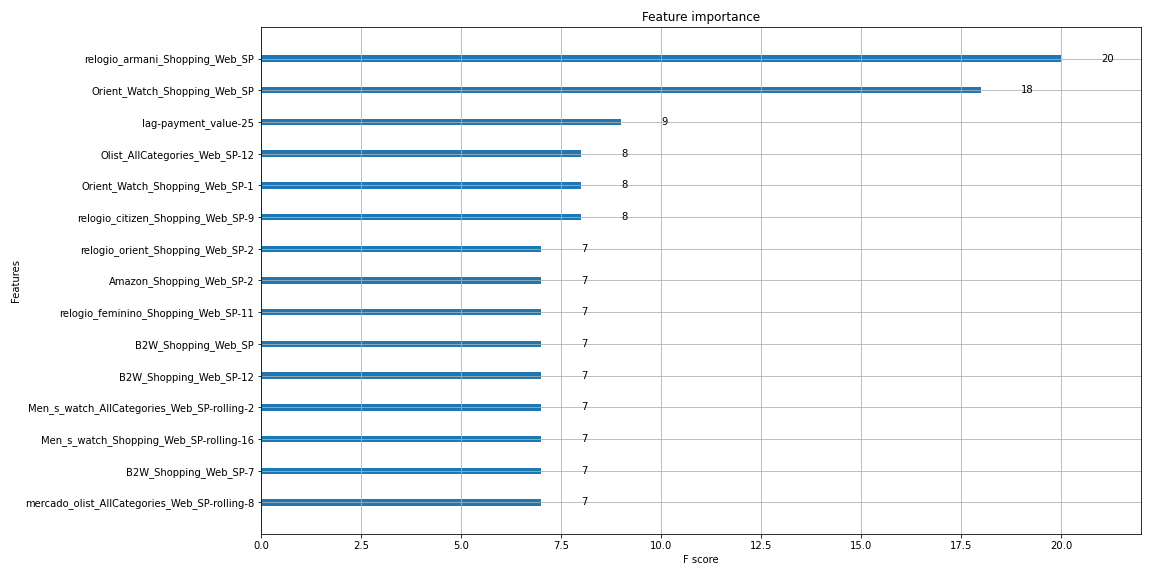 Feature importance
relogio_armani_Shopping_Web_SP 20
Orient_Watch_Shopping_Web_SP 18
lag-payment_value-25 9
Olist_AllCategories_Web_SP-12 8
Orient_Watch_Shopping_Web_SP-1 8
relogio_citizen_Shopping_Web_SP-9 8
relogio_orient_Shopping_Web_SP-2 7
Amazon_Shopping_Web_SP-2 7
relogio_feminino_Shopping_Web_SP-11 7
B2W_Shopping_Web_SP 7
B2W_Shopping_Web_SP-12 7
Men_s_watch_AllCategories_Web_SP-rolling-2 7
Men_s_watch_Shopping_Web_SP-rolling-16 7
B2W_Shopping_Web_SP-7 7
mercado_olist_AllCategories_Web_SP-rolling-8 7
Features
0.0 2.5 5.0 7.5 10.0 12.5 15.0 17.5 20.0
F score